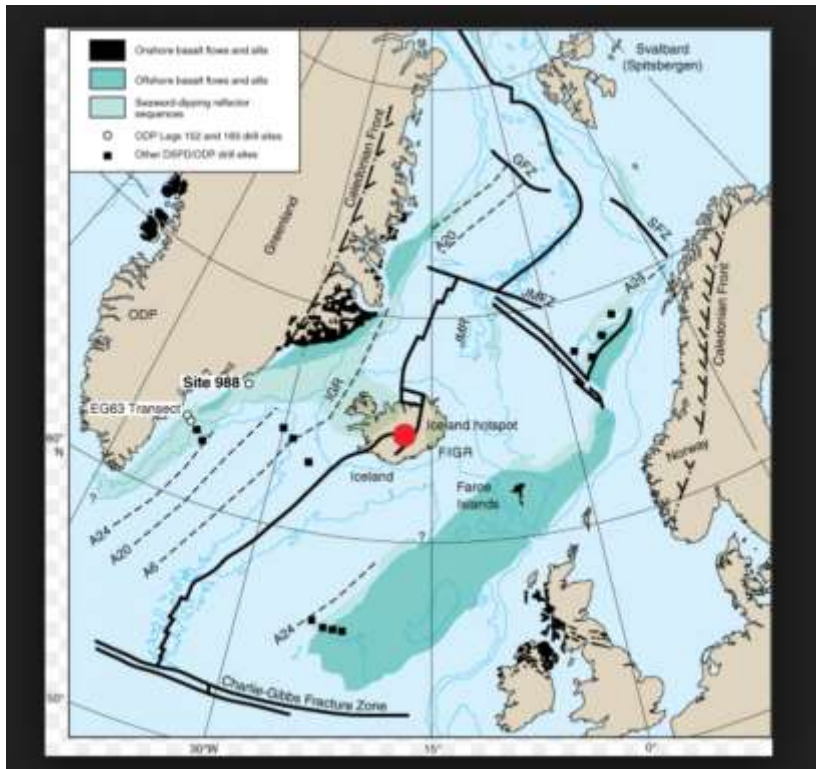 Onshore basalt flows and sills
Offshore basalt flows and sills
Seaward-dipping reflector
sequences
ODP Legs 152 and 163 drill sites
Other DSDP/ODP drill sites
Svalbard
(Spitsbergen)
Caledonian Front
GFZ
Greenland
A20
SFZ
A28
JMFZ
JMR
ODP
Caledonian Front
Site 988
IGR
EG63 Transect
Iceland hotspot
60°
N
FIGR
Norway
Iceland
Faroe
Islands
?
?
A24
A20
A6
A24
Charlie-Gibbs Fracture Zone
50°
30°W
15°
0°